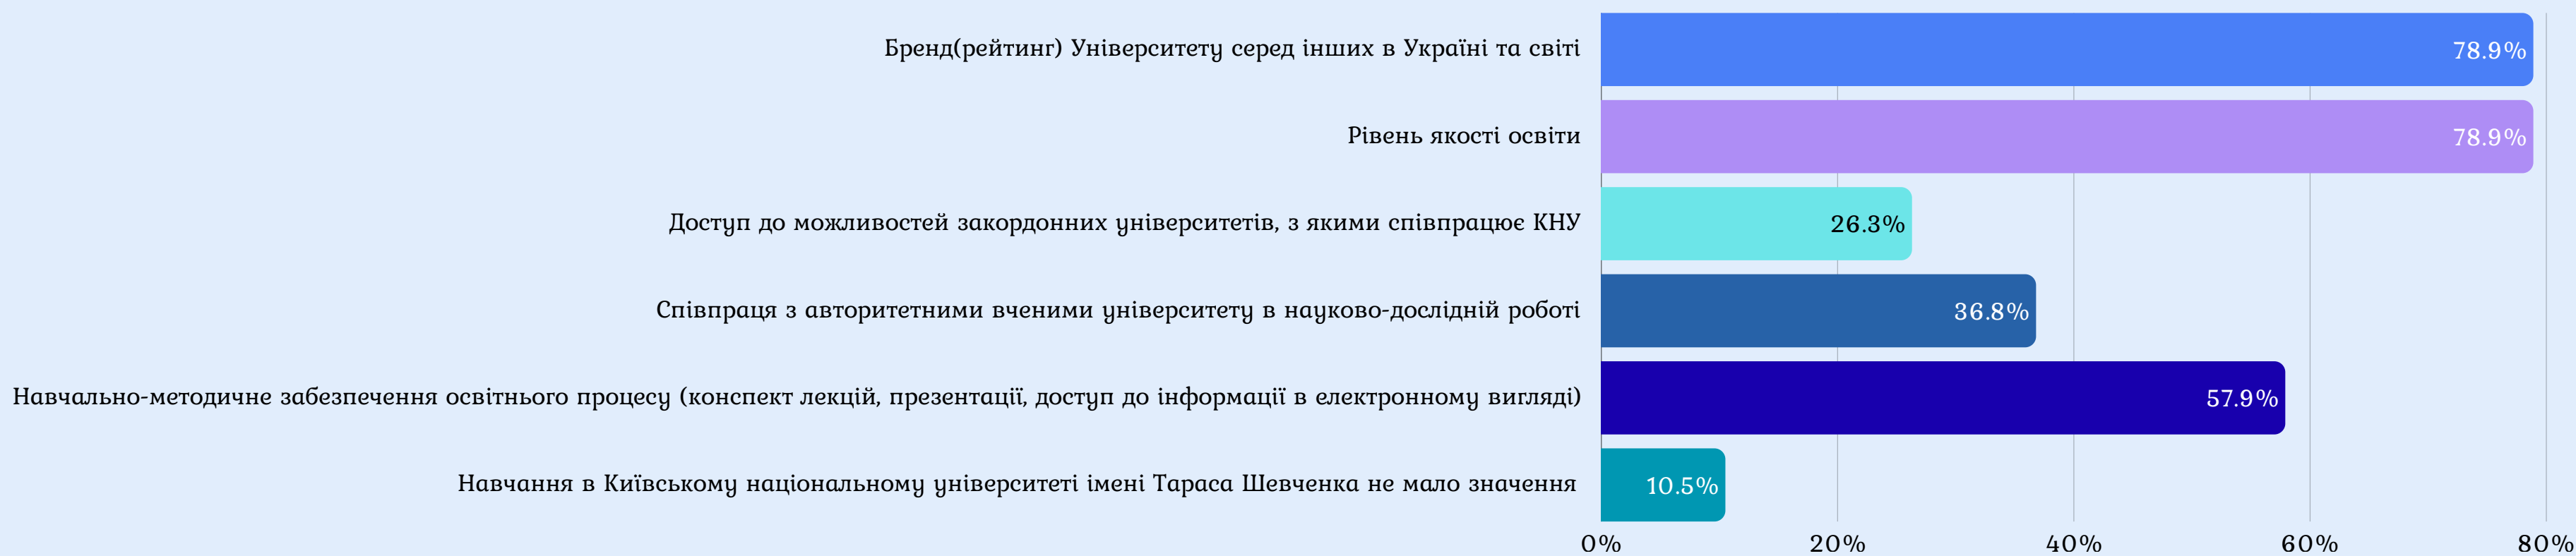 Бренд(рейтинг) Університету серед інших в Україні та світі 78.9%
Рівень якості освіти 78.9%
Доступ до можливостей закордонних університетів, з якими співпрацює КНУ 26.3%
Співпраця з авторитетними вченими університету в науково-дослідній роботі 36.8%
Навчально-методичне забезпечення освітнього процесу (конспект лекцій, презентації, доступ до інформації в електронному вигляді) 57.9%
Навчання в Київському національному університеті імені Тараса Шевченка не мало значення 10.5%
0% 20% 40% 60% 80%